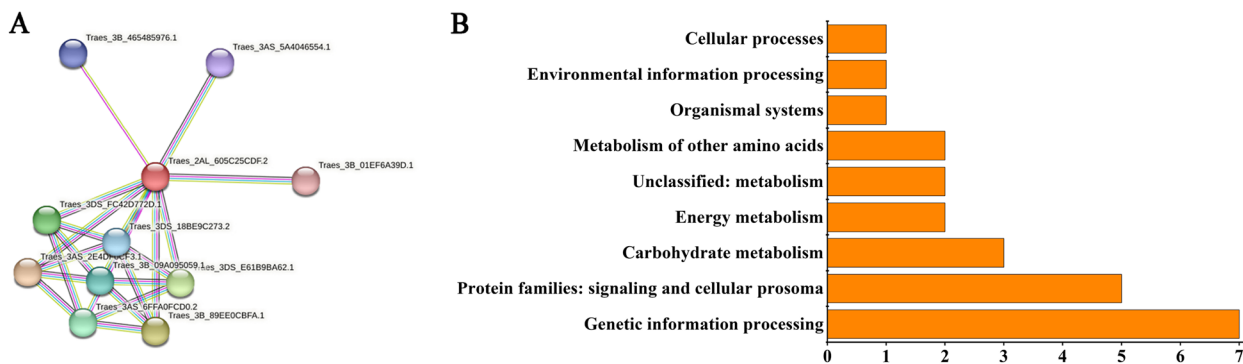 A
Traes_3B_465485976.1
Traes_3AS_5A4046554.1
Traes_2AL_605C25CDF.2
Traes_3B_01EF6A39D.1
Traes_3DS_FC42D772D.1
Traes_3DS_18BE9C273.2
Traes_3B_09A095059.1
Traes_3DS_E61B9BA62.1
Traes_3AS_6FFA0FCD0.2
Traes_3B_89EE0CBFA.1
B
Cellular processes
Environmental information processing
Organismal systems
Metabolism of other amino acids
Unclassified: metabolism
Energy metabolism
Carbohydrate metabolism
Protein families: signaling and cellular prosoma
Genetic information processing
0 1 2 3 4 5 6 7